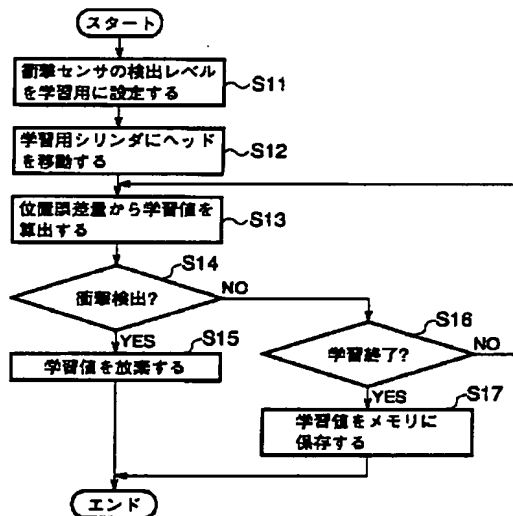 スタート
衝撃センサの検出レベル
を学習用に設定する
S11
学習用シリンダにヘッド
を移動する
S12
位置誤差量から学習値を
算出する
S13
S14
衝撃検出?
NO
YES
S15
学習値を放棄する
S16
学習終了?
NO
YES
S17
学習値をメモリに
保存する
エンド